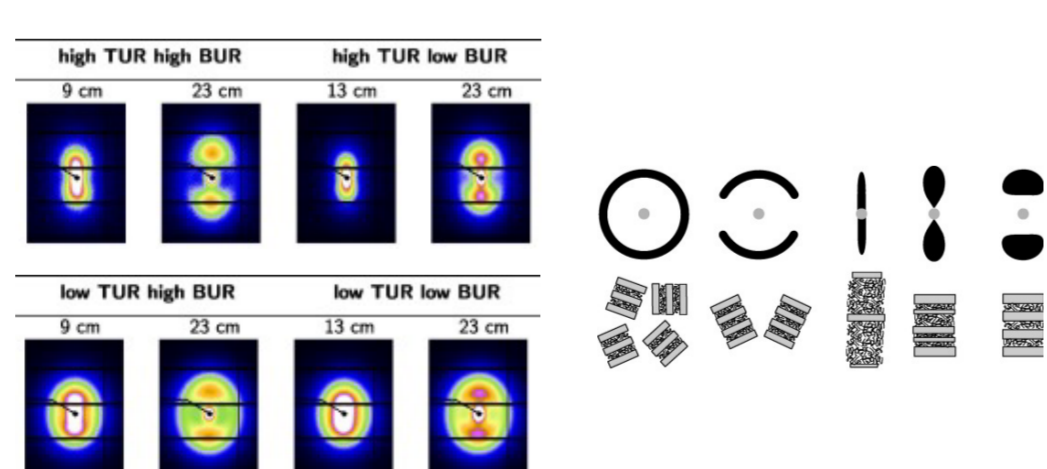 high TUR high BUR high TUR low BUR
9 cm 23 cm 13 cm 23 cm
low TUR high BUR low TUR low BUR
9 cm 23 cm 13 cm 23 cm